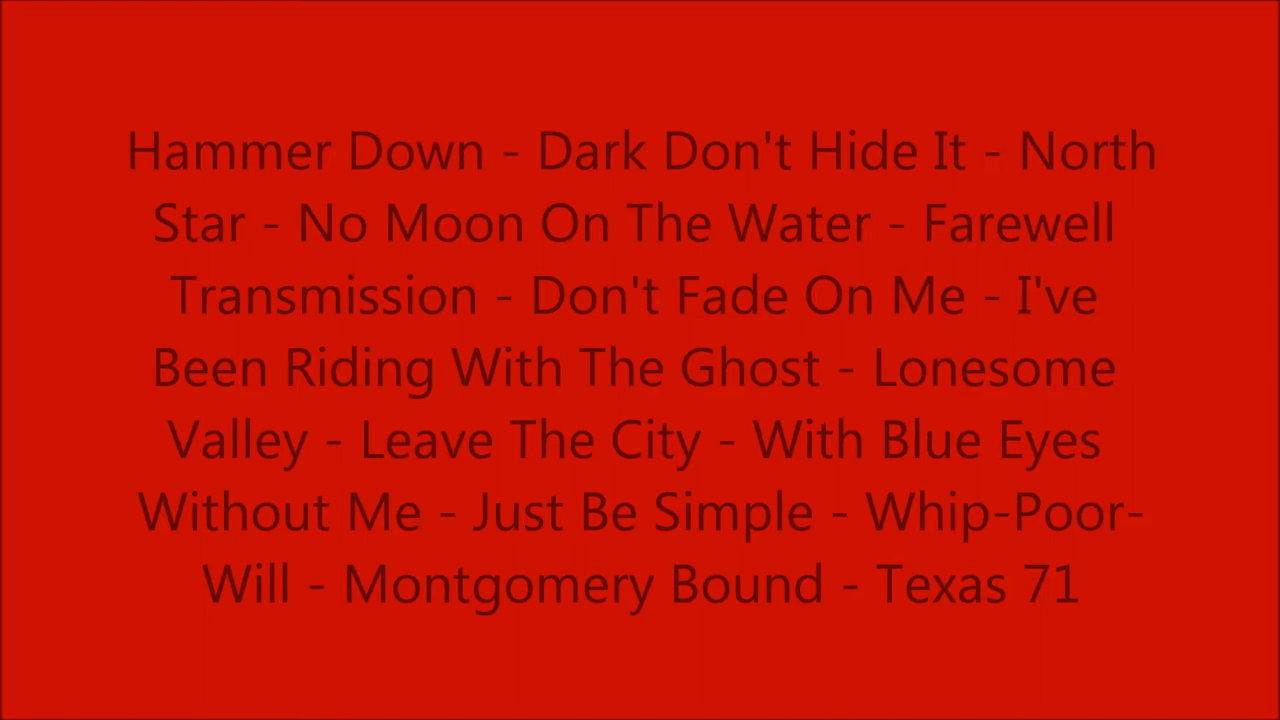 Hammer Down - Dark Don't Hide It - North
Star - No Moon On The Water - Farewell
Transmission - Don't Fade On Me - I've
Been Riding With The Ghost - Lonesome
Valley - Leave The City - With Blue Eyes
Without Me - Just Be Simple - Whip-Poor-
Will - Montgomery Bound - Texas 71